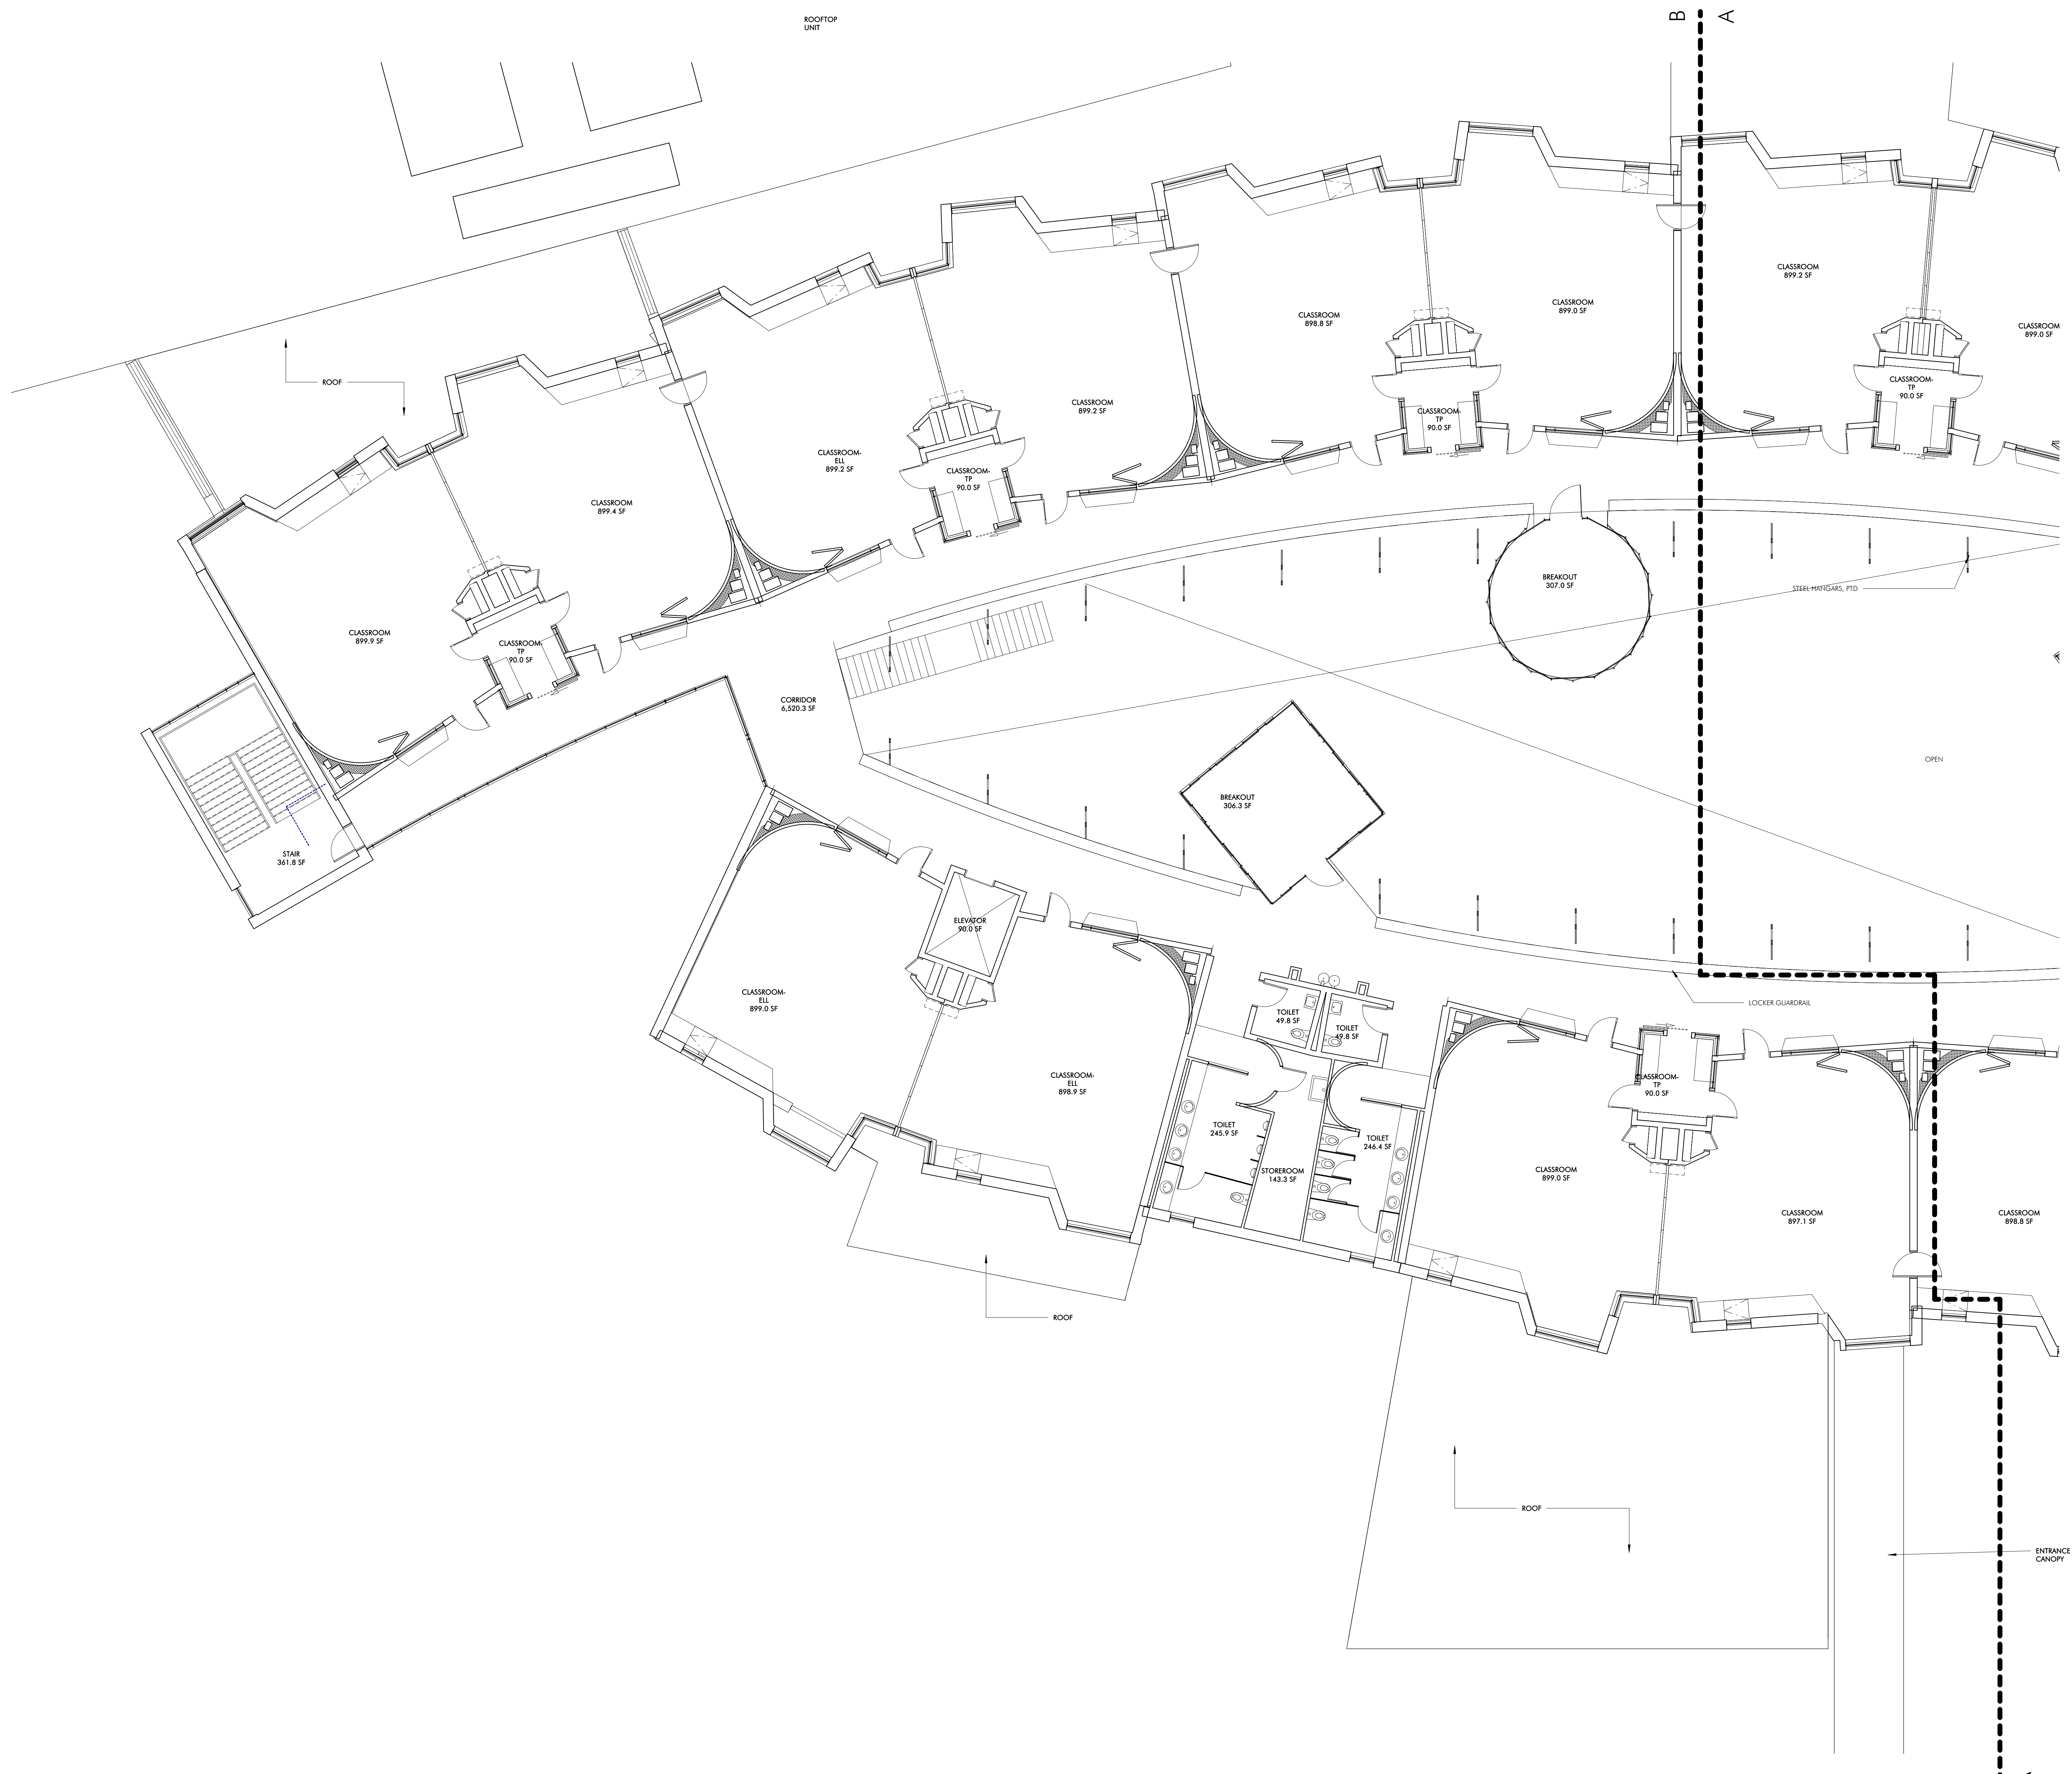 ROOFTOP
UNIT
B
A
CLASSROOM
899.2 SF
CLASSROOM
899.0 SF
CLASSROOM
898.8 SF
CLASSROOM
899.0 SF
ROOF
CLASSROOM-
TP
90.0 SF
CLASSROOM
899.2 SF
CLASSROOM-
TP
90.0 SF
CLASSROOM-
ELL
899.2 SF
CLASSROOM-
TP
90.0 SF
CLASSROOM
899.4 SF
BREAKOUT
307.0 SF
STEEL HANGARS, PTD
CLASSROOM
899.9 SF
CLASSROOM-
TP
90.0 SF
CORRIDOR
6,520.3 SF
OPEN
BREAKOUT
306.3 SF
STAIR
361.8 SF
ELEVATOR
90.0 SF
CLASSROOM-
ELL
899.0 SF
LOCKER GUARDRAIL
TOILET
49.8 SF
TOILET
49.8 SF
CLASSROOM-
ELL
898.9 SF
CLASSROOM-
TP
90.0 SF
TOILET
245.9 SF
TOILET
246.4 SF
STOREROOM
143.3 SF
CLASSROOM
899.0 SF
CLASSROOM
897.1 SF
CLASSROOM
898.8 SF
ROOF
ROOF
ENTRANCE
CANOPY